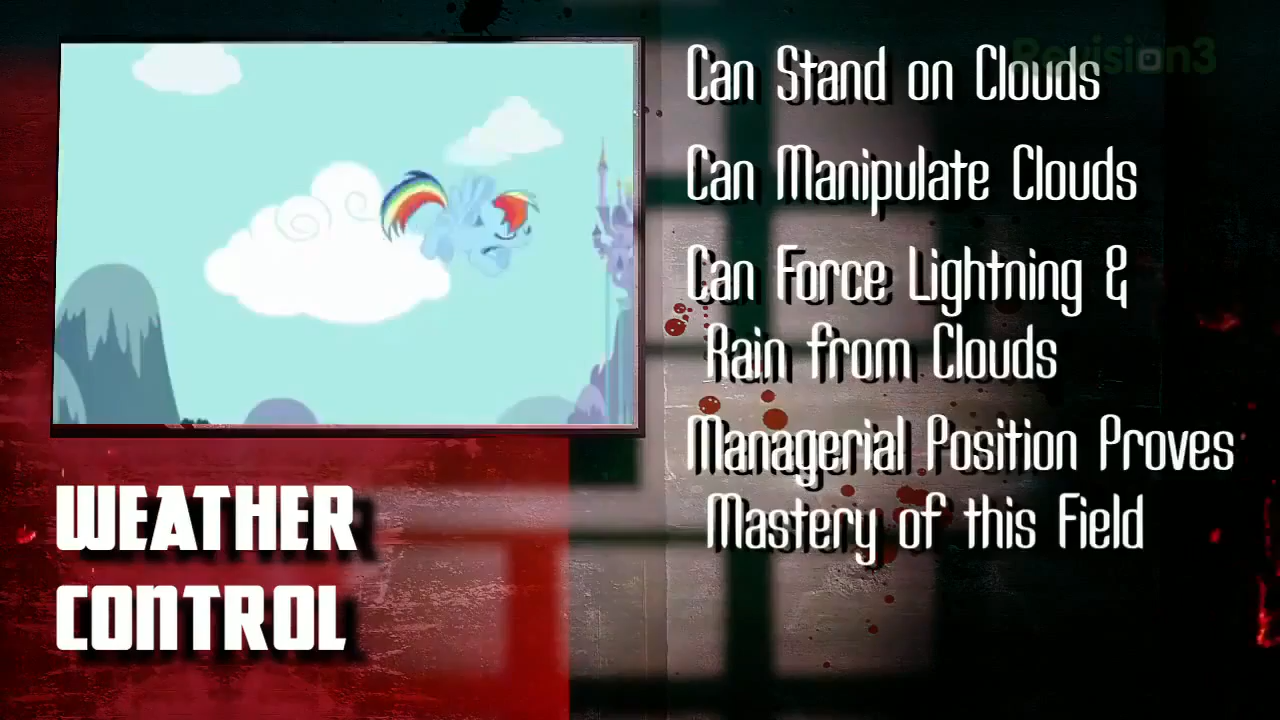 Revision3
Can Stand on Clouds
Can Manipulate Clouds
Can Force Lightning &
Rain from Clouds
Managerial Position Proves
Mastery of this Field
WEATHER
CONTROL